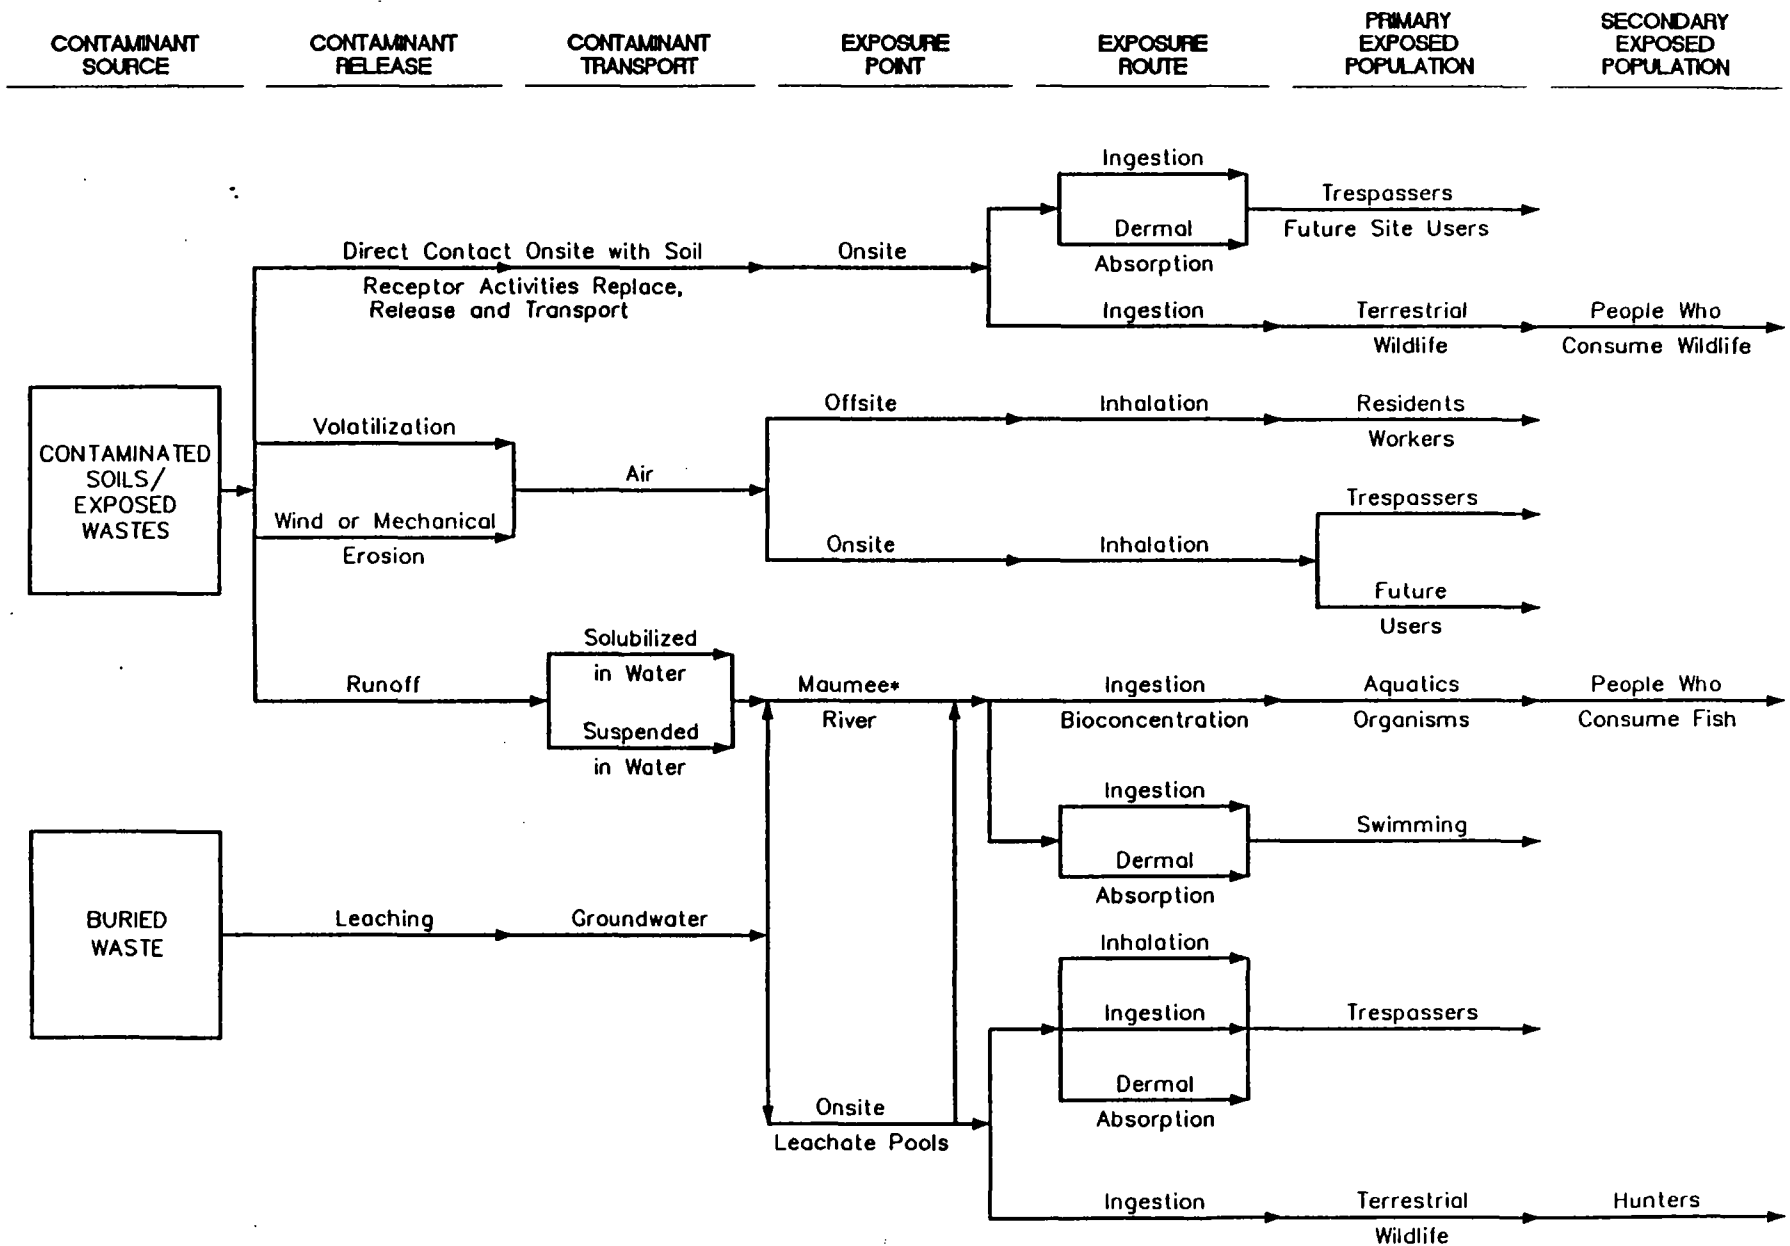 CONTAMINANT
SOURCE
CONTAMINANT
RELEASE
CONTAMINANT
TRANSPORT
EXPOSURE
POINT
EXPOSURE
ROUTE
PRIMARY
EXPOSED
POPULATION
SECONDARY
EXPOSED
POPULATION
Direct Contact Onsite with Soil
Receptor Activities Replace,
Release and Transport
Onsite
Ingestion
Dermal
Absorption
Trespassers
Future Site Users
Ingestion
Terrestrial
Wildlife
People Who
Consume Wildlife
CONTAMINATED
SOILS/
EXPOSED
WASTES
Volatilization
Wind or Mechanical
Erosion
Air
Offsite
Inhalation
Residents
Workers
Onsite
Inhalation
Trespassers
Future
Users
Runoff
Solubilized
in Water
Suspended
in Water
Maumee*
River
Ingestion
Bioconcentration
Aquatics
Organisms
People Who
Consume Fish
Ingestion
Dermal
Absorption
Swimming
BURIED
WASTE
Leaching
Groundwater
Inhalation
Ingestion
Dermal
Absorption
Trespassers
Onsite
Leachate Pools
Ingestion
Terrestrial
Wildlife
Hunters